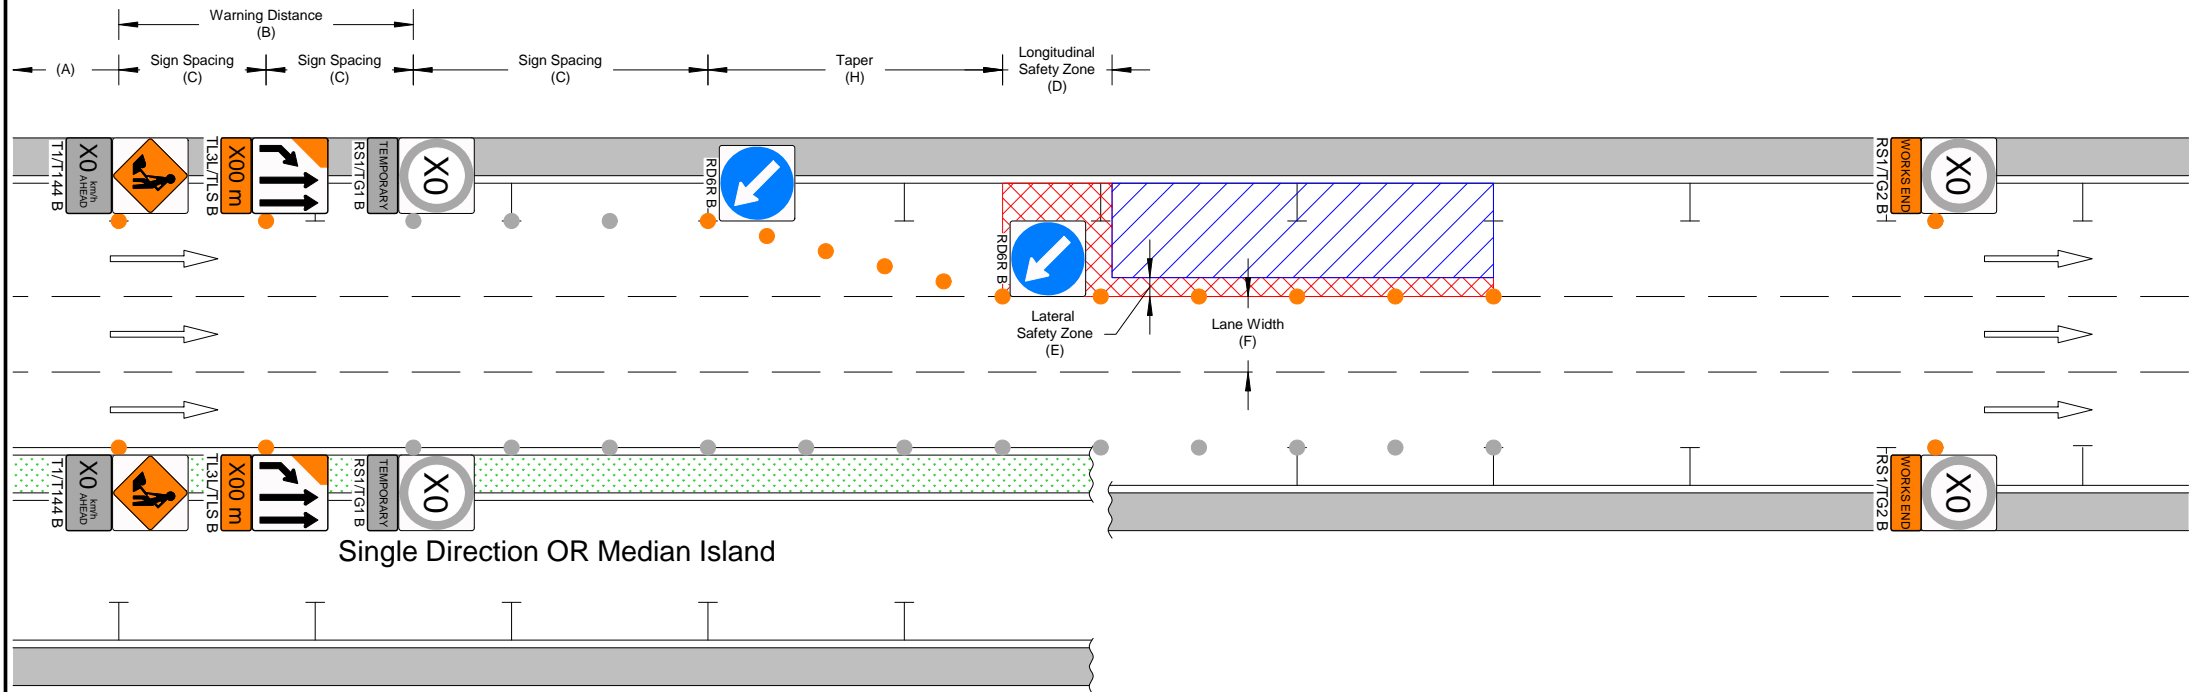 Warning Distance
(B)
(A)
Sign Spacing
(C)
Sign Spacing
(C)
Sign Spacing
(C)
Taper
(H)
Longitudinal
Safety Zone
(D)
T1/T144 B
X0 km/h
AHEAD
TL3L/TLS B
X00 m
RS1/TG1 B
TEMPORARY
X0
RD6R B
RD6R B
RS1/TG2 B
WORKS END
X0
Lateral
Safety Zone
(E)
Lane Width
(F)
T1/T144 B
X0 km/h
AHEAD
TL3L/TLS B
X00 m
RS1/TG1 B
TEMPORARY
X0
RS1/TG2 B
WORKS END
X0
Single Direction OR Median Island